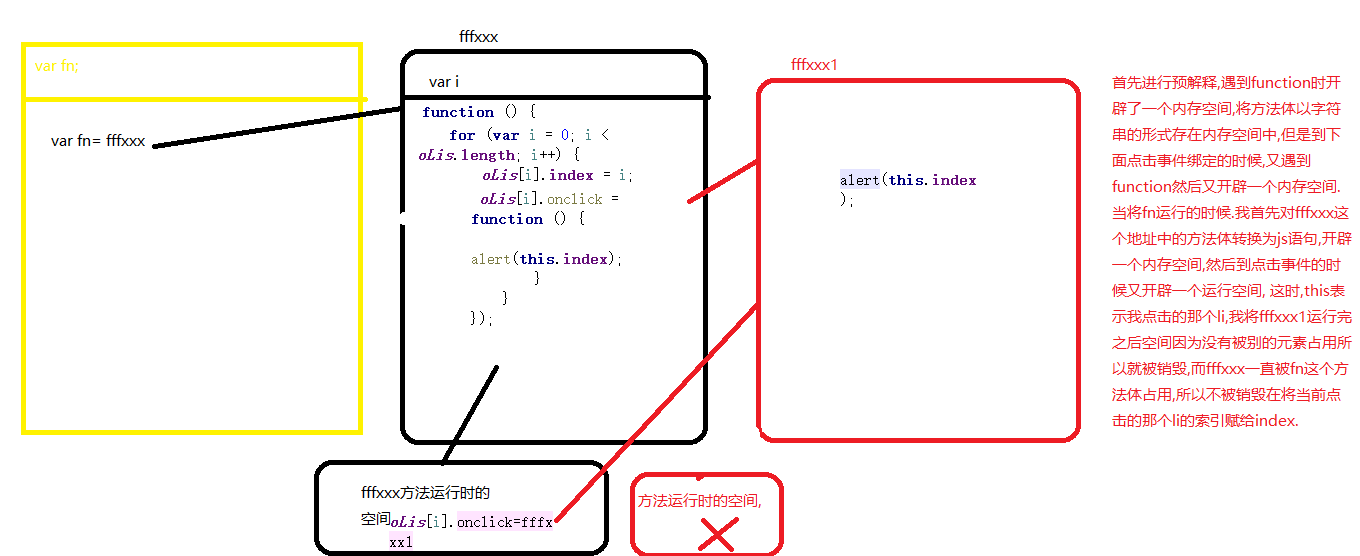 var fn;
var fn= fffxxx
fffxxx
var i
function () {
for (var i = 0; i <
oLis.length; i++) {
oLis[i].index = i;
oLis[i].onclick =
function () {
alert(this.index);
}
}
});
fffxxx方法运行时的
空间oLis[i].onclick=fffx
xx1
方法运行时的空间,
fffxxx1
alert(this.index
);
首先进行预解释,遇到function时开
辟了一个内存空间,将方法体以字符
串的形式存在内存空间中,但是到下
面点击事件绑定的时候,又遇到
function然后又开辟一个内存空间.
当将fn运行的时候.我首先对fffxxx这
个地址中的方法体转换为js语句,开辟
一个内存空间,然后到点击事件的时
候又开辟一个运行空间, 这时,this表
示我点击的那个li,我将fffxxx1运行完
之后空间因为没有被别的元素占用所
以就被销毁,而fffxxx一直被fn这个方
法体占用,所以不被销毁在将当前点
击的那个li的索引赋给index.